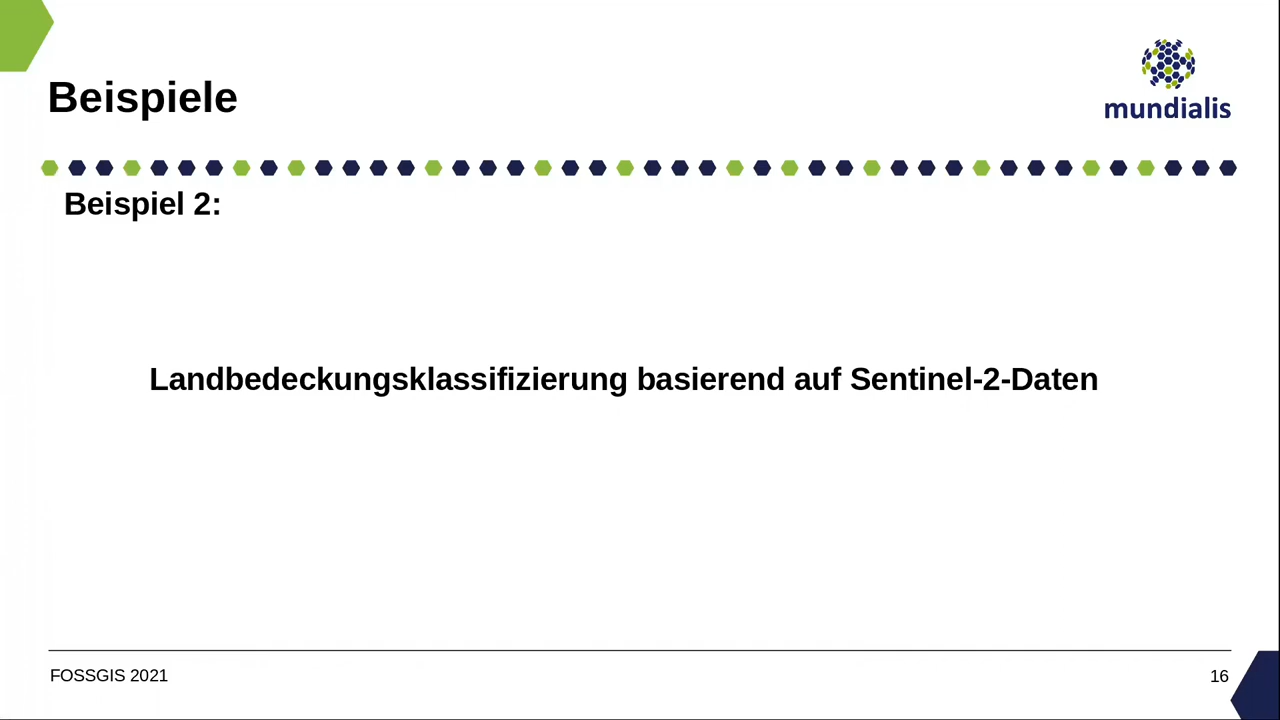 Beispiele
mundialis
Beispiel 2:
Landbedeckungsklassifizierung basierend auf Sentinel-2-Daten
FOSSGIS 2021
16